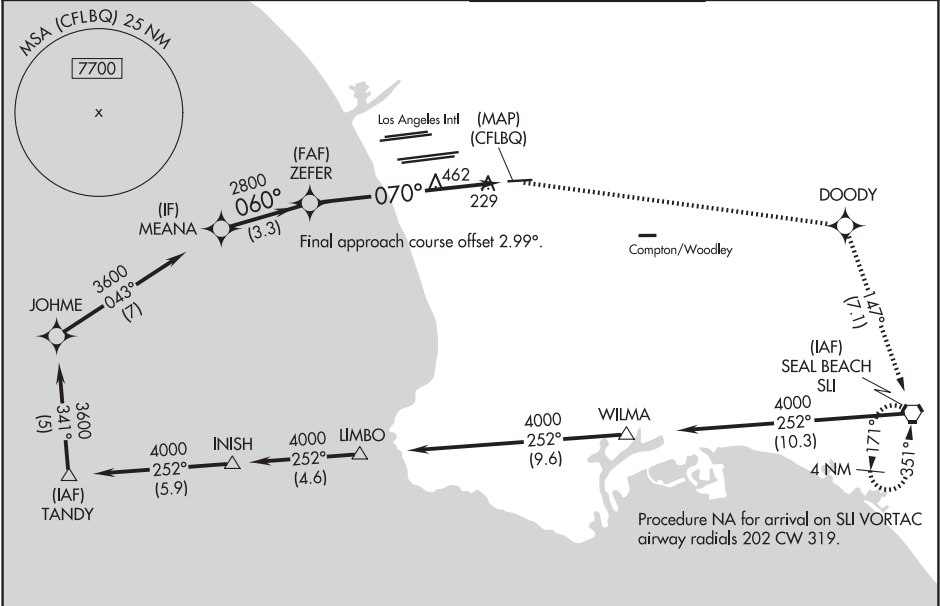 MSA (CFLBQ) 25 NM
7700
x
Los Angeles Intl
(MAP)
(CFLBQ)
(FAF)
ZEFER
2800
060°
(3.3)
070°
462
229
DOODY
(IF)
MEANA
Final approach course offset 2.99°.
Compton/Woodley
3600
043°
(7)
JOHME
147°
(7.1)
(IAF)
SEAL BEACH
SLI
3600
341°
(5)
4000
252°
(5.9)
INISH
4000
252°
(4.6)
LIMBO
4000
252°
(9.6)
WILMA
4000
252°
(10.3)
171°
351°
4 NM
(IAF)
TANDY
Procedure NA for arrival on SLI VORTAC
airway radials 202 CW 319.